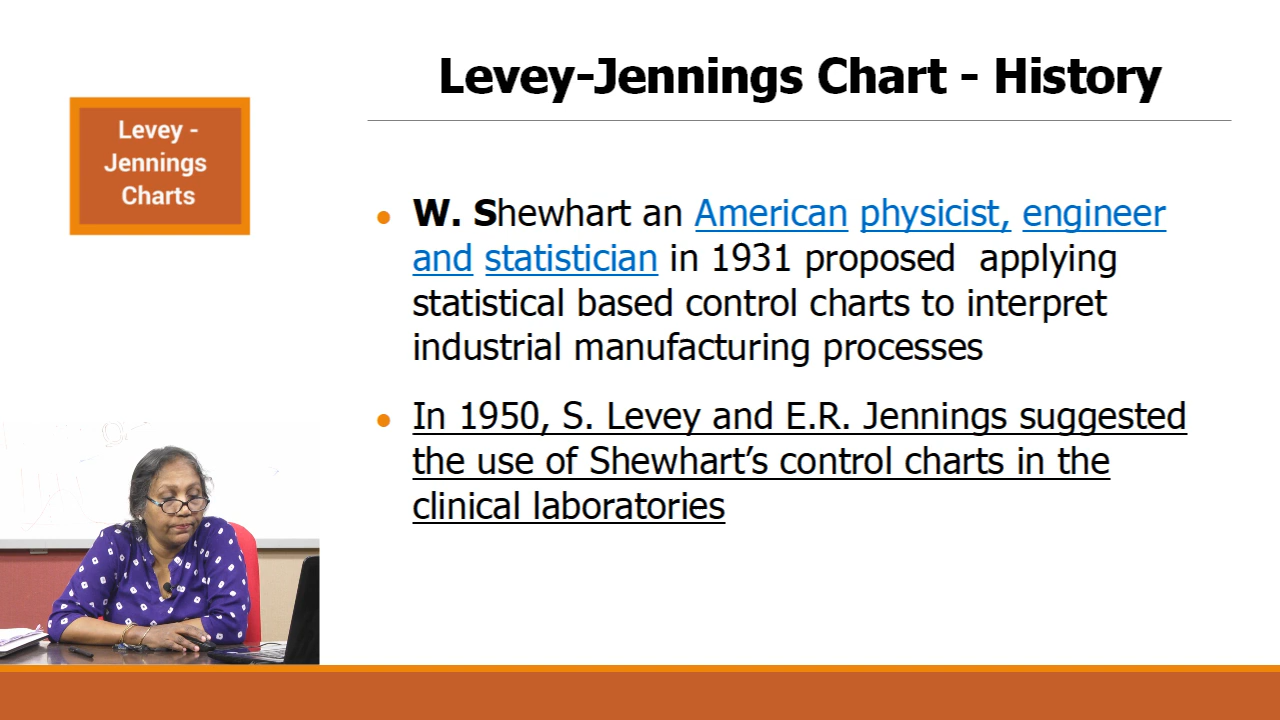 Levey-Jennings Chart - History
Levey -
Jennings
Charts
• W. Shewhart an American physicist, engineer
and statistician in 1931 proposed  applying
statistical based control charts to interpret
industrial manufacturing processes
• In 1950, S. Levey and E.R. Jennings suggested
the use of Shewhart’s control charts in the
clinical laboratories